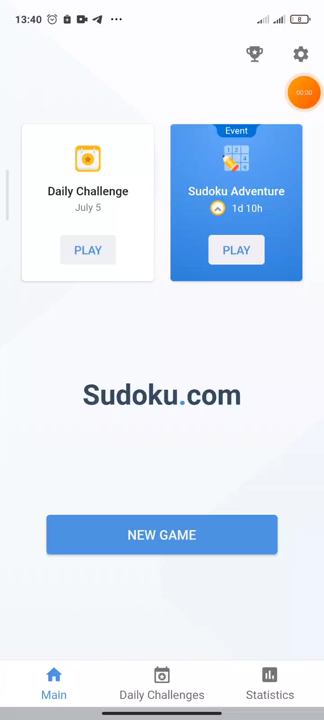 13:40
8
00:00
Event
Daily Challenge
July 5
PLAY
Sudoku Adventure
1d 10h
PLAY
Sudoku.com
NEW GAME
Main
Daily Challenges
Statistics